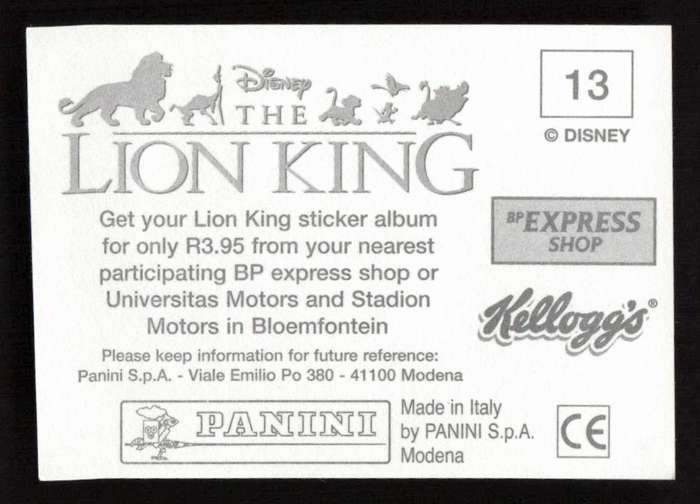 Disney
THE
LION KING
13
© DISNEY
Get your Lion King sticker album
for only R3.95 from your nearest
participating BP express shop or
Universitas Motors and Stadion
Motors in Bloemfontein
Please keep information for future reference:
Panini S.p.A. - Viale Emilio Po 380 - 41100 Modena
BP EXPRESS
SHOP
Kellogg's®
PANINI
Made in Italy
by PANINI S.p.A.
Modena
CE